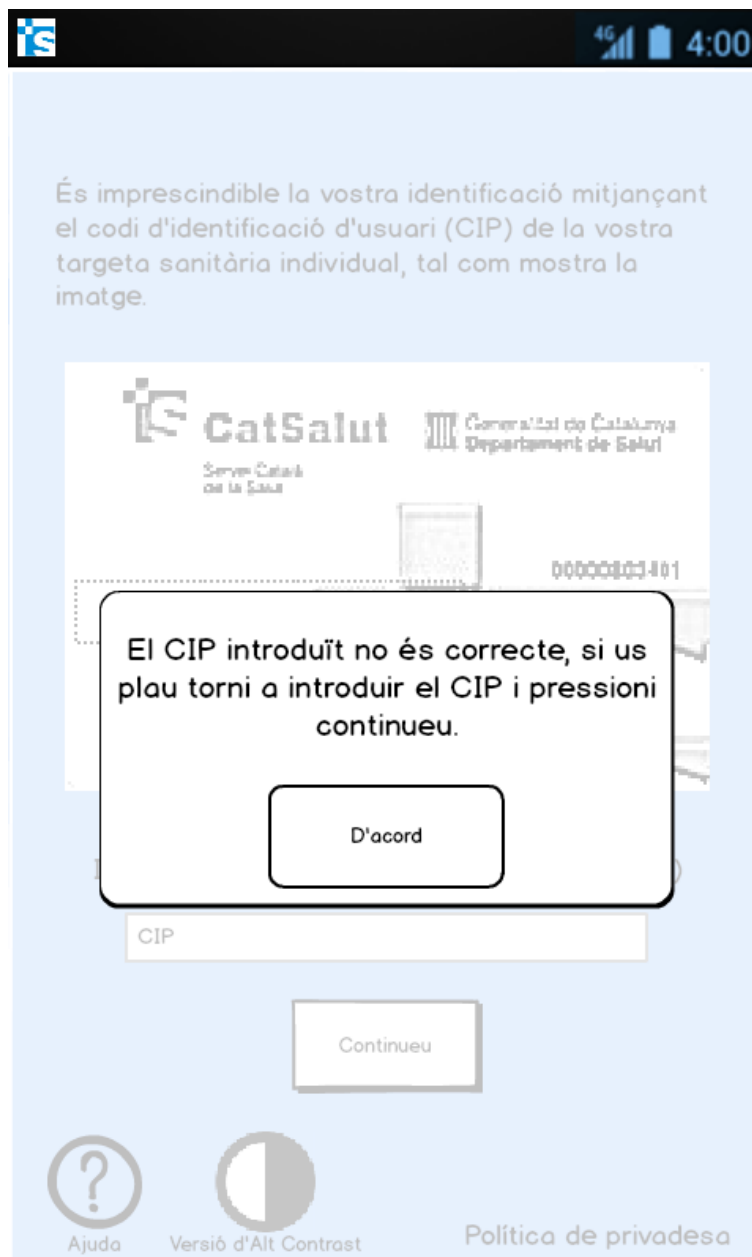 4G 4:00
És imprescindible la vostra identificació mitjançant
el codi d'identificació d'usuari (CIP) de la vostra
targeta sanitària individual, tal com mostra la
imatge.
CatSalut
Generalitat de Catalunya
Departament de Salut
Servei Català
de la Salut
El CIP introduït no és correcte, si us
plau torni a introduir el CIP i pressioni
continueu.
D'acord
CIP
Continueu
Ajuda
Versió d'Alt Contrast
Política de privadesa